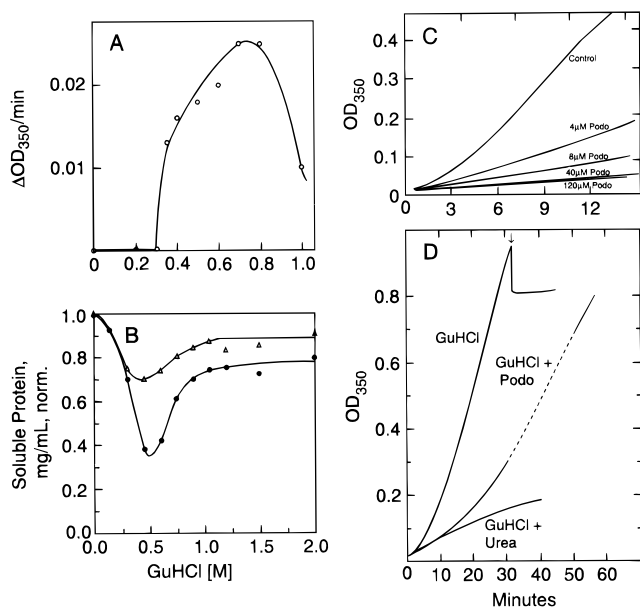 A
ΔOD350/min
0.02
0.01
0
0.2
0.4
0.6
0.8
1.0
B
Soluble Protein,
mg/mL, norm.
1.0
0.8
0.6
0.4
0.2
0.0
0.0
0.5
1.0
1.5
2.0
GuHCl [M]
C
OD350
0.4
0.3
0.2
0.1
0
0
3
6
9
12
Control
4μM Podo
8μM Podo
40μM Podo
120μM Podo
D
OD350
0.8
0.6
0.4
0.2
GuHCl
GuHCl +
Podo
GuHCl +
Urea
0
10
20
30
40
50
60
Minutes